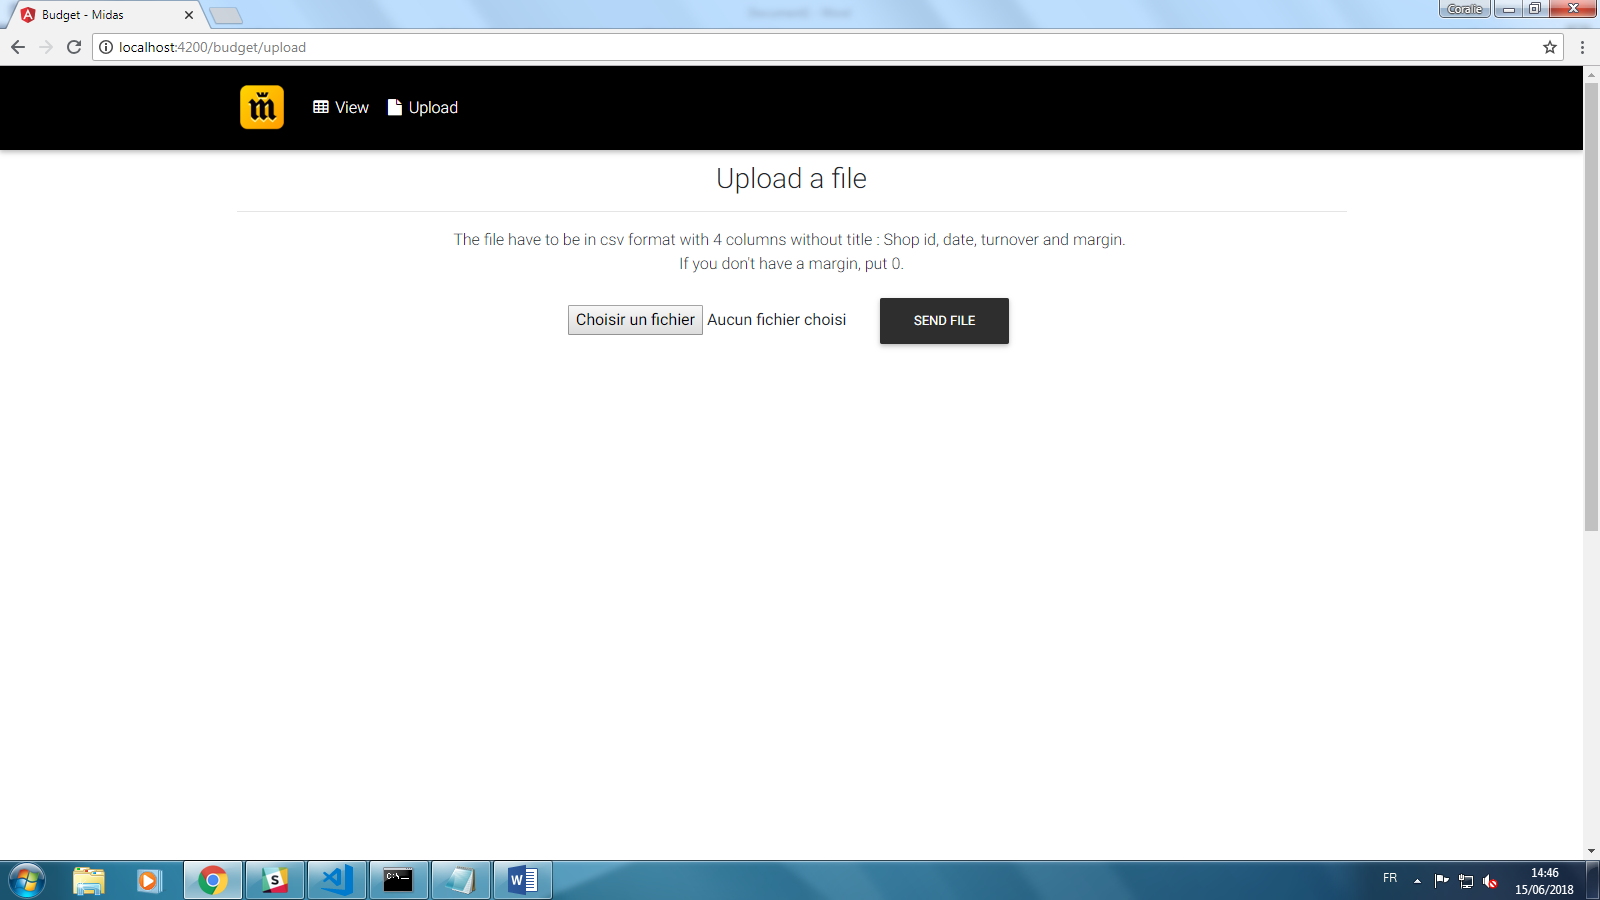 Budget - Midas
Coralie
localhost:4200/budget/upload
View
Upload
Upload a file
The file have to be in csv format with 4 columns without title : Shop id, date, turnover and margin.
If you don't have a margin, put 0.
Choisir un fichier Aucun fichier choisi
SEND FILE
FR
14:46
15/06/2018